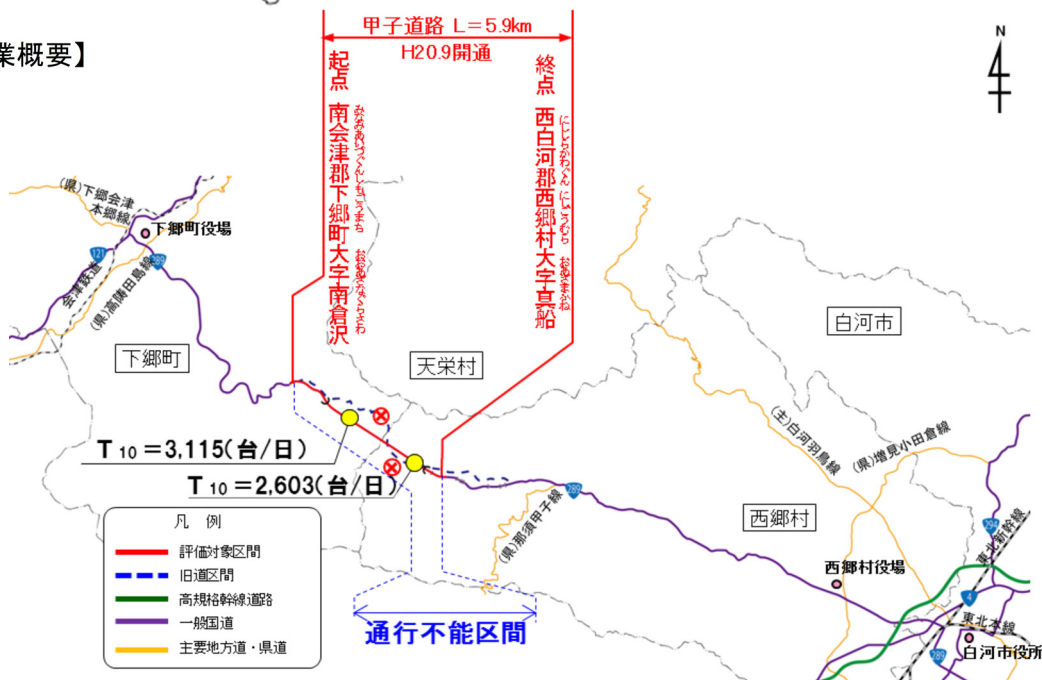 業概要】
甲子道路 L=5.9km
H20.9開通
N
起点 南会津郡下郷町大字南倉沢
みなみあいづぐんしもごうまち おおあざなぐらさわ
終点 西白河郡西郷村大字真船
にししらかわぐん にしごうむら おおあざまふね
(県)下郷会津
本郷線
下郷町役場
121
289
会津鉄道
(県)高陦田島線
下郷町
天栄村
白河市
T 10 =3,115(台/日)
T 10 =2,603(台/日)
(主)白河羽鳥線
(県)増見小田倉線
(県)那須甲子線
289
西郷村
294
東北新幹線
西郷村役場
4
東北本線
289
白河市役所
通行不能区間
凡 例
評価対象区間
旧道区間
高規格幹線道路
一般国道
主要地方道・県道